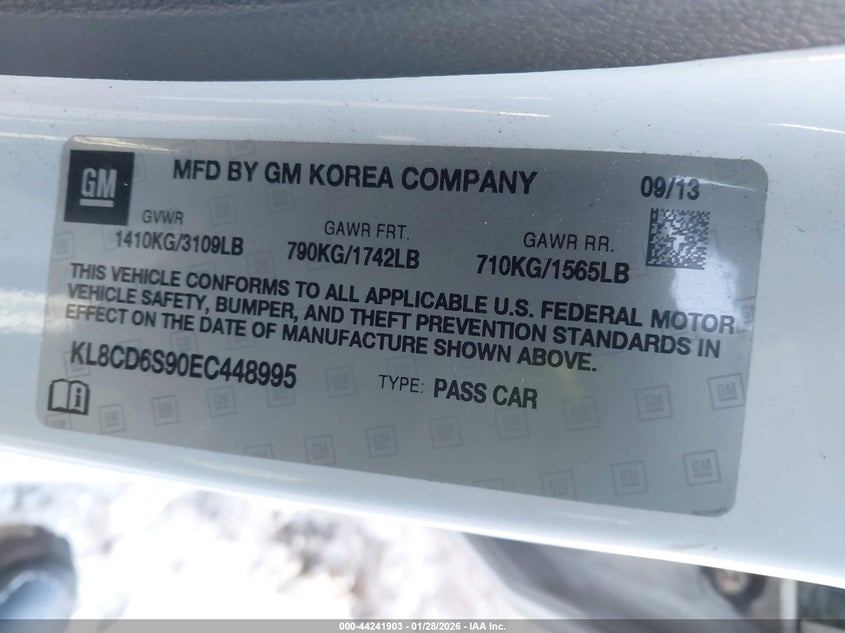 GM
MFD BY GM KOREA COMPANY
09/13
GVWR
1410KG/3109LB
GAWR FRT.
790KG/1742LB
GAWR RR.
710KG/1565LB
THIS VEHICLE CONFORMS TO ALL APPLICABLE U.S. FEDERAL MOTOR
VEHICLE SAFETY, BUMPER, AND THEFT PREVENTION STANDARDS IN
EFFECT ON THE DATE OF MANUFACTURE SHOWN ABOVE.
KL8CD6S90EC448995
TYPE: PASS CAR
000-44241903 - 01/28/2026 - IAA Inc.